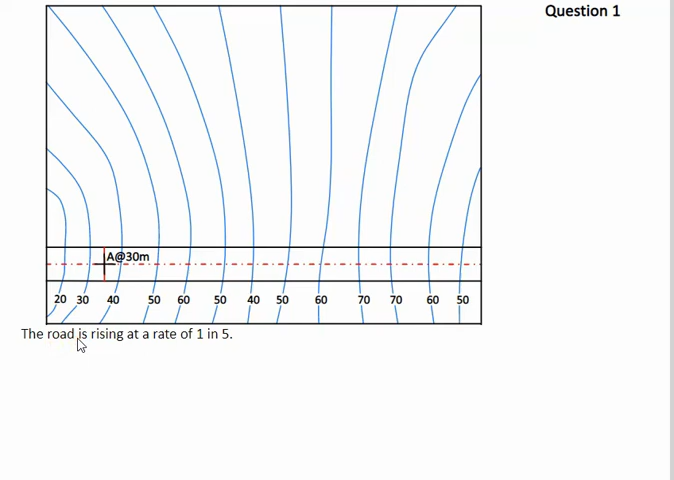 Question 1
A@30m
20 30 40 50 60 50 40 50 60 70 70 60 50
The road is rising at a rate of 1 in 5.